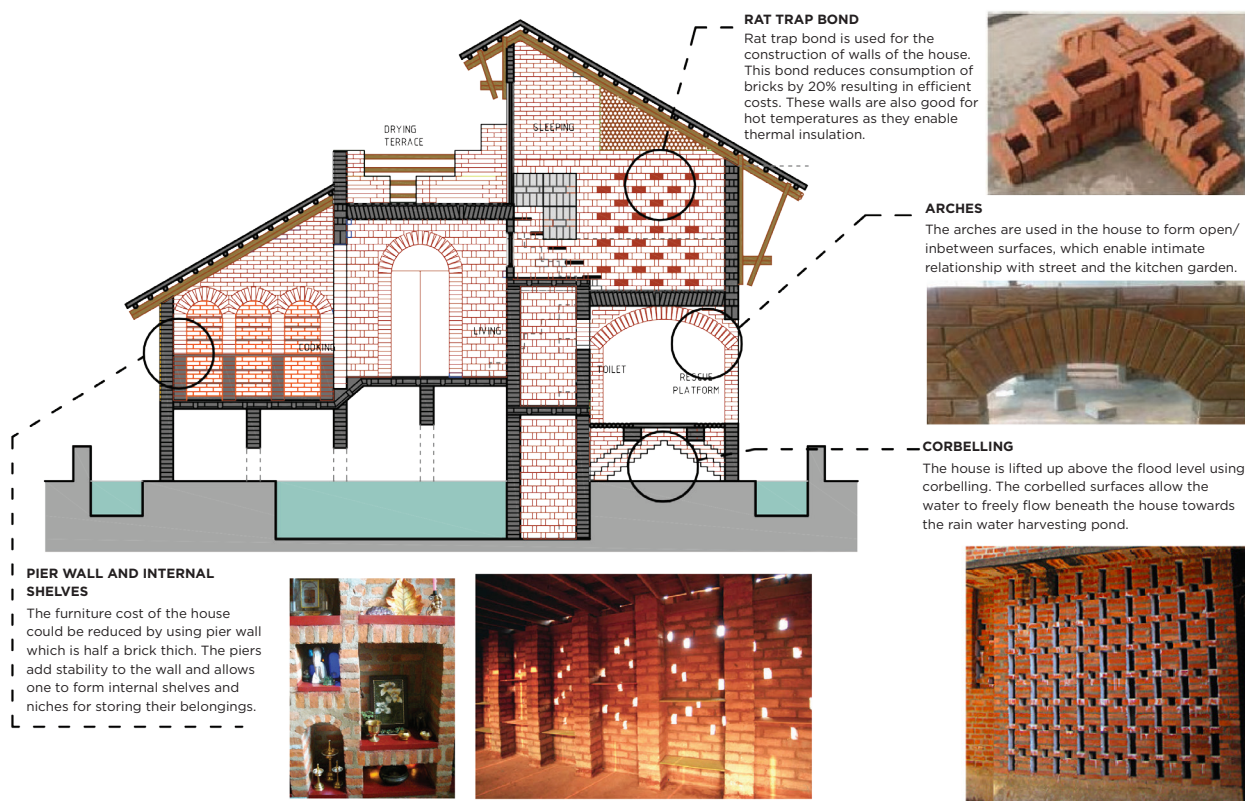 RAT TRAP BOND
Rat trap bond is used for the
construction of walls of the house.
This bond reduces consumption of
bricks by 20% resulting in efficient
costs. These walls are also good for
hot temperatures as they enable
thermal insulation.
DRYING
TERRACE
SLEEPING
ARCHES
The arches are used in the house to form open/
inbetween surfaces, which enable intimate
relationship with street and the kitchen garden.
LIVING
COOKING
TOILET
RESCUE
PLATFORM
CORBELLING
The house is lifted up above the flood level using
corbelling. The corbelled surfaces allow the
water to freely flow beneath the house towards
the rain water harvesting pond.
PIER WALL AND INTERNAL
SHELVES
The furniture cost of the house
could be reduced by using pier wall
which is half a brick thich. The piers
add stability to the wall and allows
one to form internal shelves and
niches for storing their belongings.